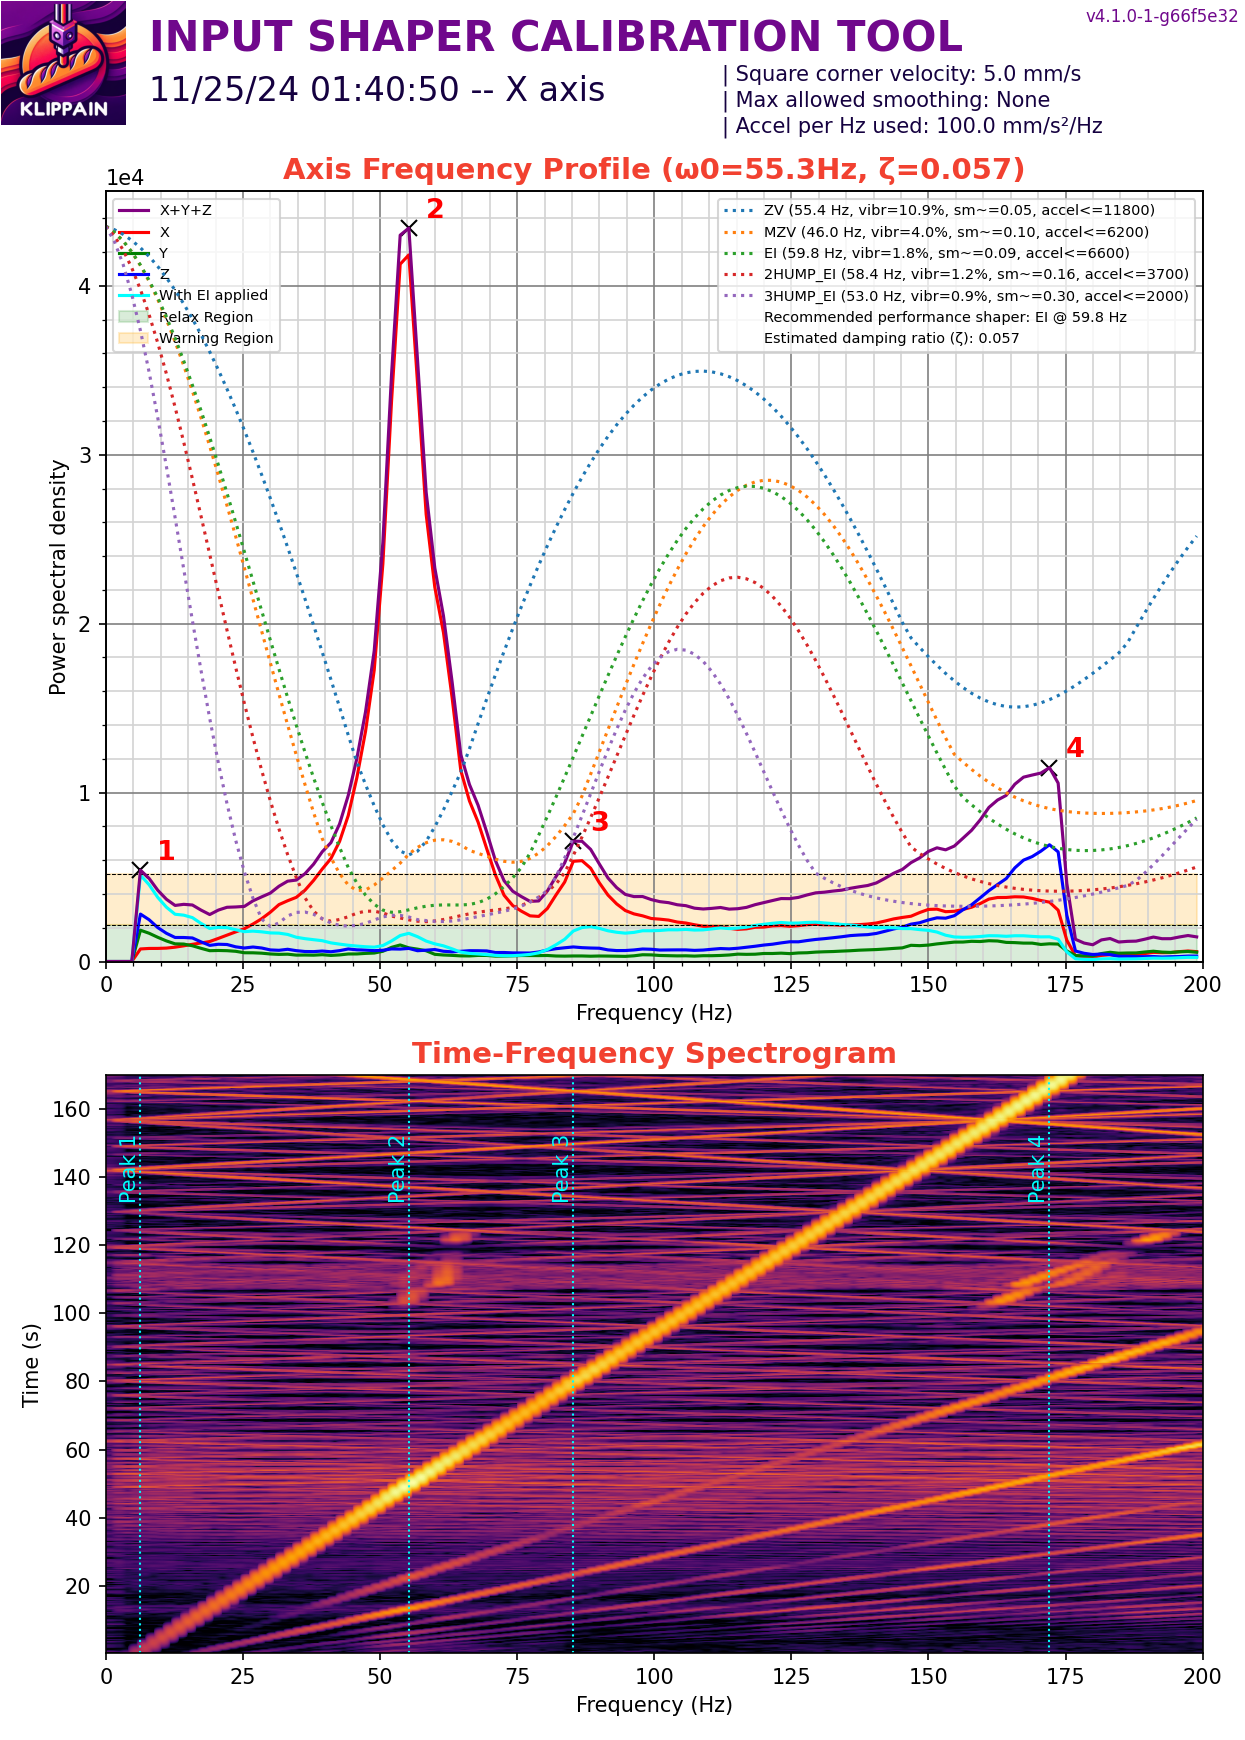 v4.1.0-1-g66f5e32
INPUT SHAPER CALIBRATION TOOL
11/25/24 01:40:50 -- X axis
| Square corner velocity: 5.0 mm/s
| Max allowed smoothing: None
| Accel per Hz used: 100.0 mm/s²/Hz
KLIPPAIN
Axis Frequency Profile (ω0=55.3Hz, ζ=0.057)
1e4
X+Y+Z
X
Y
Z
With EI applied
Relax Region
Warning Region
ZV (55.4 Hz, vibr=10.9%, sm~=0.05, accel<=11800)
MZV (46.0 Hz, vibr=4.0%, sm~=0.10, accel<=6200)
EI (59.8 Hz, vibr=1.8%, sm~=0.09, accel<=6600)
2HUMP_EI (58.4 Hz, vibr=1.2%, sm~=0.16, accel<=3700)
3HUMP_EI (53.0 Hz, vibr=0.9%, sm~=0.30, accel<=2000)
Recommended performance shaper: EI @ 59.8 Hz
Estimated damping ratio (ζ): 0.057
1
2
3
4
Power spectral density
4
3
2
1
0
0 25 50 75 100 125 150 175 200
Frequency (Hz)
Time-Frequency Spectrogram
Peak 1
Peak 2
Peak 3
Peak 4
Time (s)
160
140
120
100
80
60
40
20
0 25 50 75 100 125 150 175 200
Frequency (Hz)